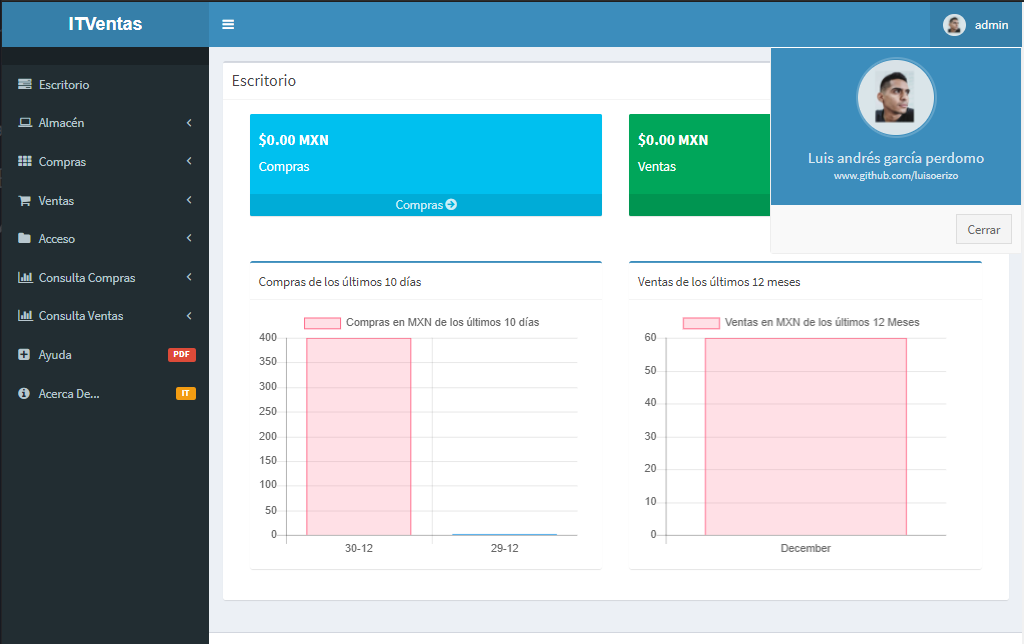 ITVentas
admin
Escritorio
Almacén
Compras
Ventas
Acceso
Consulta Compras
Consulta Ventas
Ayuda PDF
Acerca De... IT
Escritorio
$0.00 MXN
Compras
Compras
$0.00 MXN
Ventas
Luis andrés garcía perdomo
www.github.com/luisoerizo
Cerrar
Compras de los últimos 10 días
Compras en MXN de los últimos 10 días
400
350
300
250
200
150
100
50
0
30-12 29-12
Ventas de los últimos 12 meses
Ventas en MXN de los últimos 12 Meses
60
50
40
30
20
10
0
December